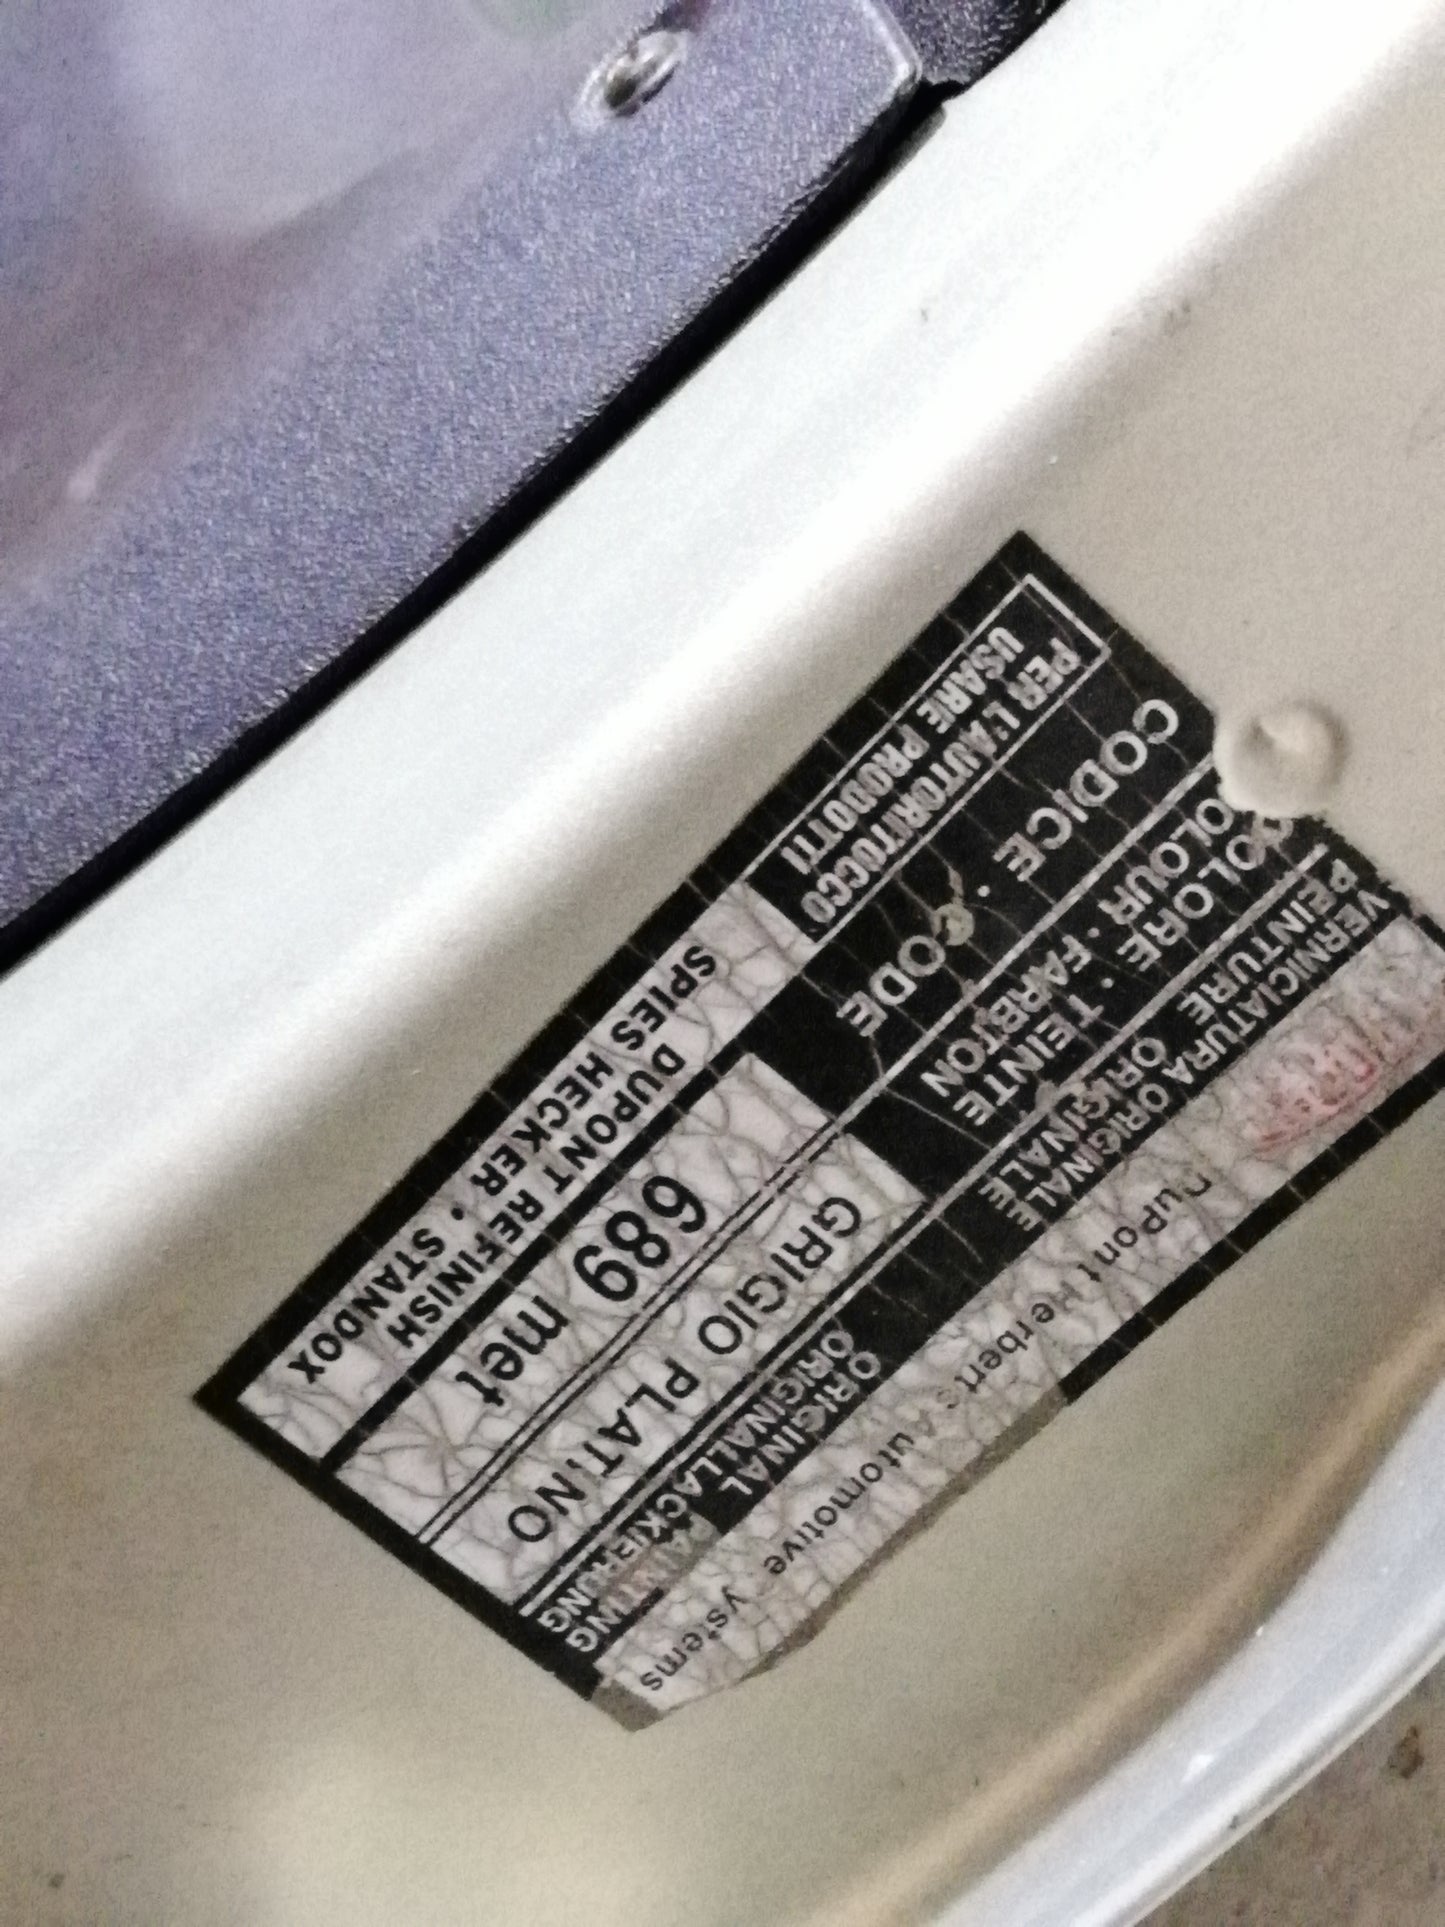 DuPont Herberts Automotive Systems
VERNICIATURA ORIGINALE ORIGINAL PAINTING
PEINTURE ORIGINALE ORIGINALLACKIERUNG
COLORE · TEINTE
COLOUR · FARBTON
GRIGIO PLATINO
CODICE · CODE
689 met
PER L'AUTORITOCCO
USARE PRODOTTI
DUPONT REFINISH
SPIES HECKER · STANDOX